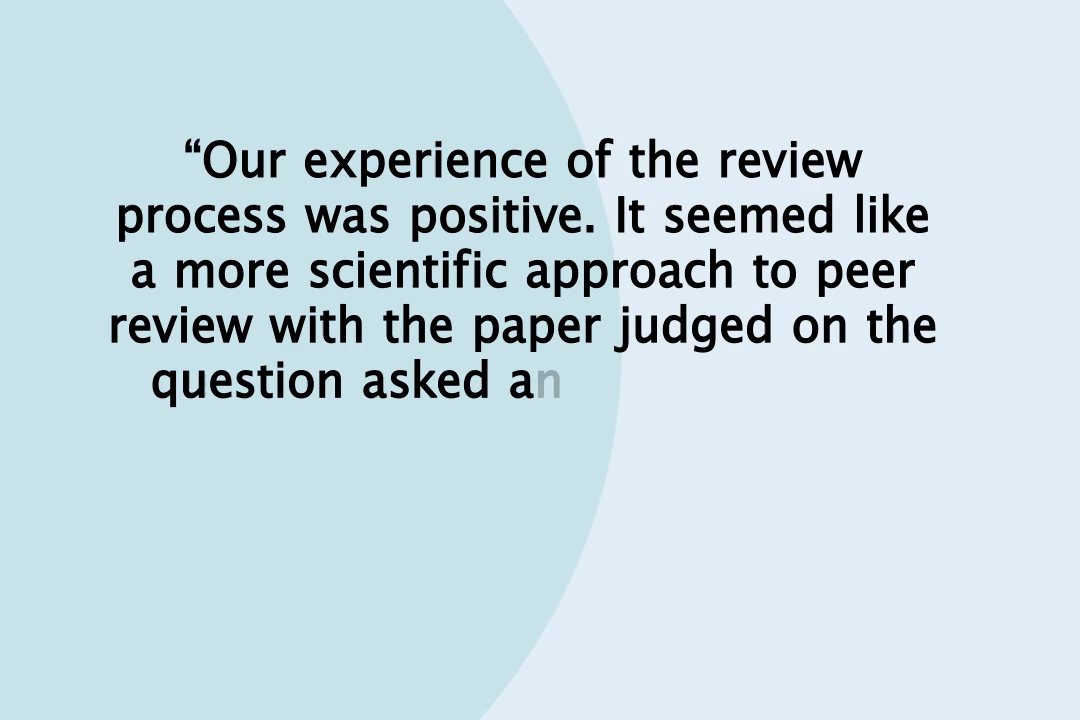 “Our experience of the review
process was positive. It seemed like
a more scientific approach to peer
review with the paper judged on the
question asked an